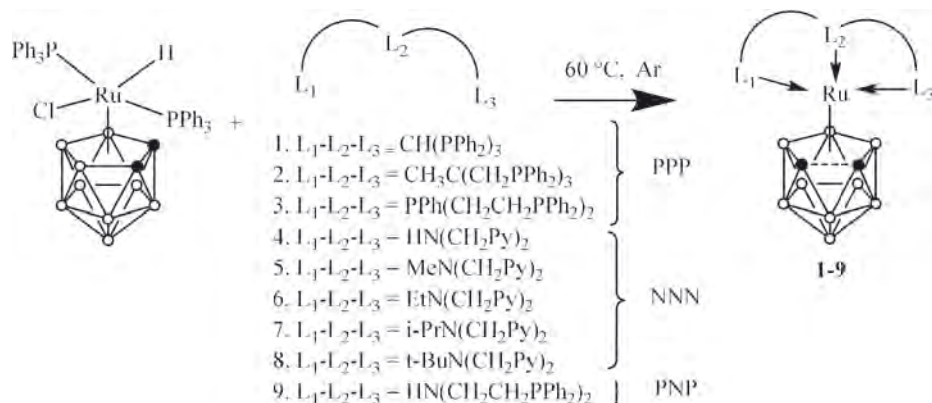 Ph₃P H
Cl Ru PPh₃
+
L₁ L₂ L₃
60 °C, Ar
L₁ L₂ L₃
Ru
1. L₁-L₂-L₃ = CH(PPh₂)₃
2. L₁-L₂-L₃ = CH₃C(CH₂PPh₂)₃
3. L₁-L₂-L₃ = PPh(CH₂CH₂PPh₂)₂
PPP
4. L₁-L₂-L₃ = HN(CH₂Py)₂
5. L₁-L₂-L₃ = MeN(CH₂Py)₂
6. L₁-L₂-L₃ = EtN(CH₂Py)₂
7. L₁-L₂-L₃ = i-PrN(CH₂Py)₂
8. L₁-L₂-L₃ = t-BuN(CH₂Py)₂
NNN
9. L₁-L₂-L₃ = HN(CH₂CH₂PPh₂)₂
PNP
1-9